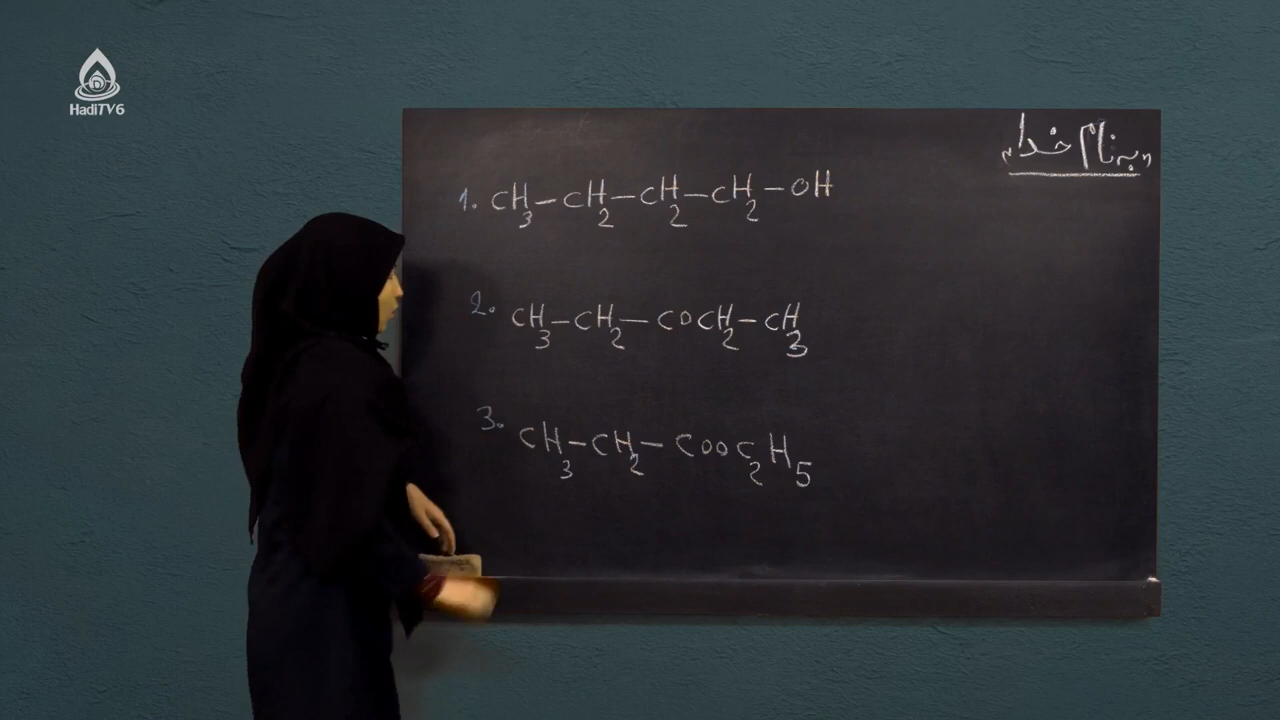 HadiTV6
"به نام خدا"
1. CH₃-CH₂-CH₂-CH₂-OH
2. CH₃-CH₂-COCH₂-CH₃
3. CH₃-CH₂-COOC₂H₅